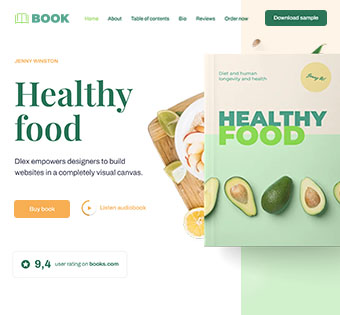 BOOK
Home About Table of contents Bio Reviews Order now Download sample
JENNY WINSTON
Healthy
food
Dlex empowers designers to build
websites in a completely visual canvas.
Buy book Listen audiobook
9,4 user rating on books.com
Diet and human
longevity and health
HEALTHY
FOOD